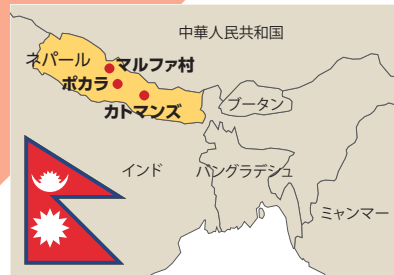 中華人民共和国
ネパール
マルファ村
ポカラ
カトマンズ
ブータン
インド
バングラデシュ
ミャンマー